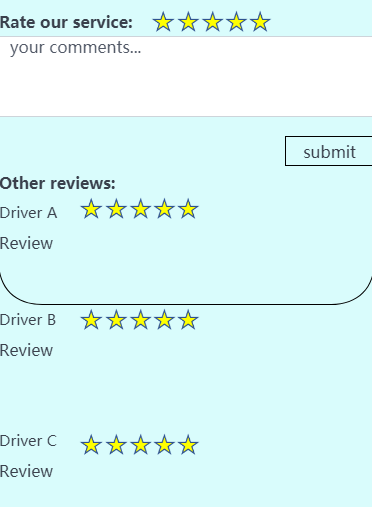 Rate our service:
your comments...
submit
Other reviews:
Driver A
Review
Driver B
Review
Driver C
Review